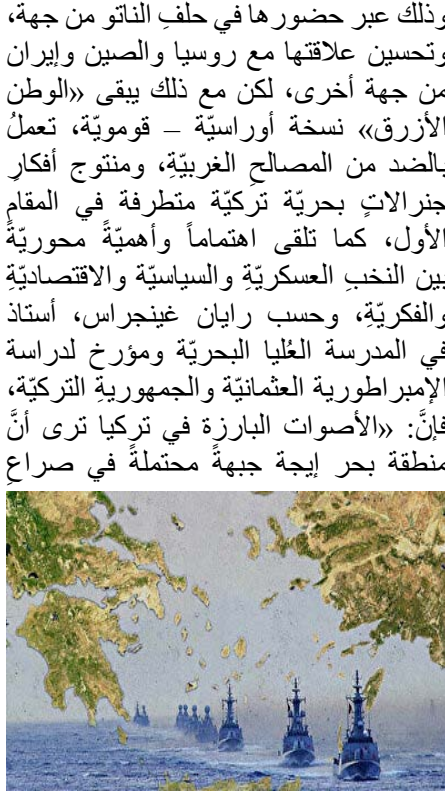 وذلك عبر حضورها في حلفِ الناتو من جهة،
وتحسين علاقتها مع روسيا والصين وإيران
من جهة أخرى، لكن مع ذلك يبقى «الوطن
الأزرق» نسخة أوراسيّة – قوموية، تعملُ
بالضد من المصالحِ الغربيّةِ، ومنتوج أفكارِ
جنرالاتٍ بحريّة تركيّة متطرفة في المقامِ
الأول، كما تلقى اهتماماً وأهميّةً محوريّةً
بين النخبِ العسكريّةِ والسياسيّة والاقتصاديّةِ
والفكريّةِ، وحسب رايان غينجراس، أستاذ
في المدرسة العُليا البحريّة ومؤرخ لدراسة
الإمبراطورية العثمانيّة والجمهورية التركيّة،
فإنَّ: «الأصوات البارزة في تركيا ترى أنَّ
منطقة بحر إيجة جبهةً محتملةً في صراعِ